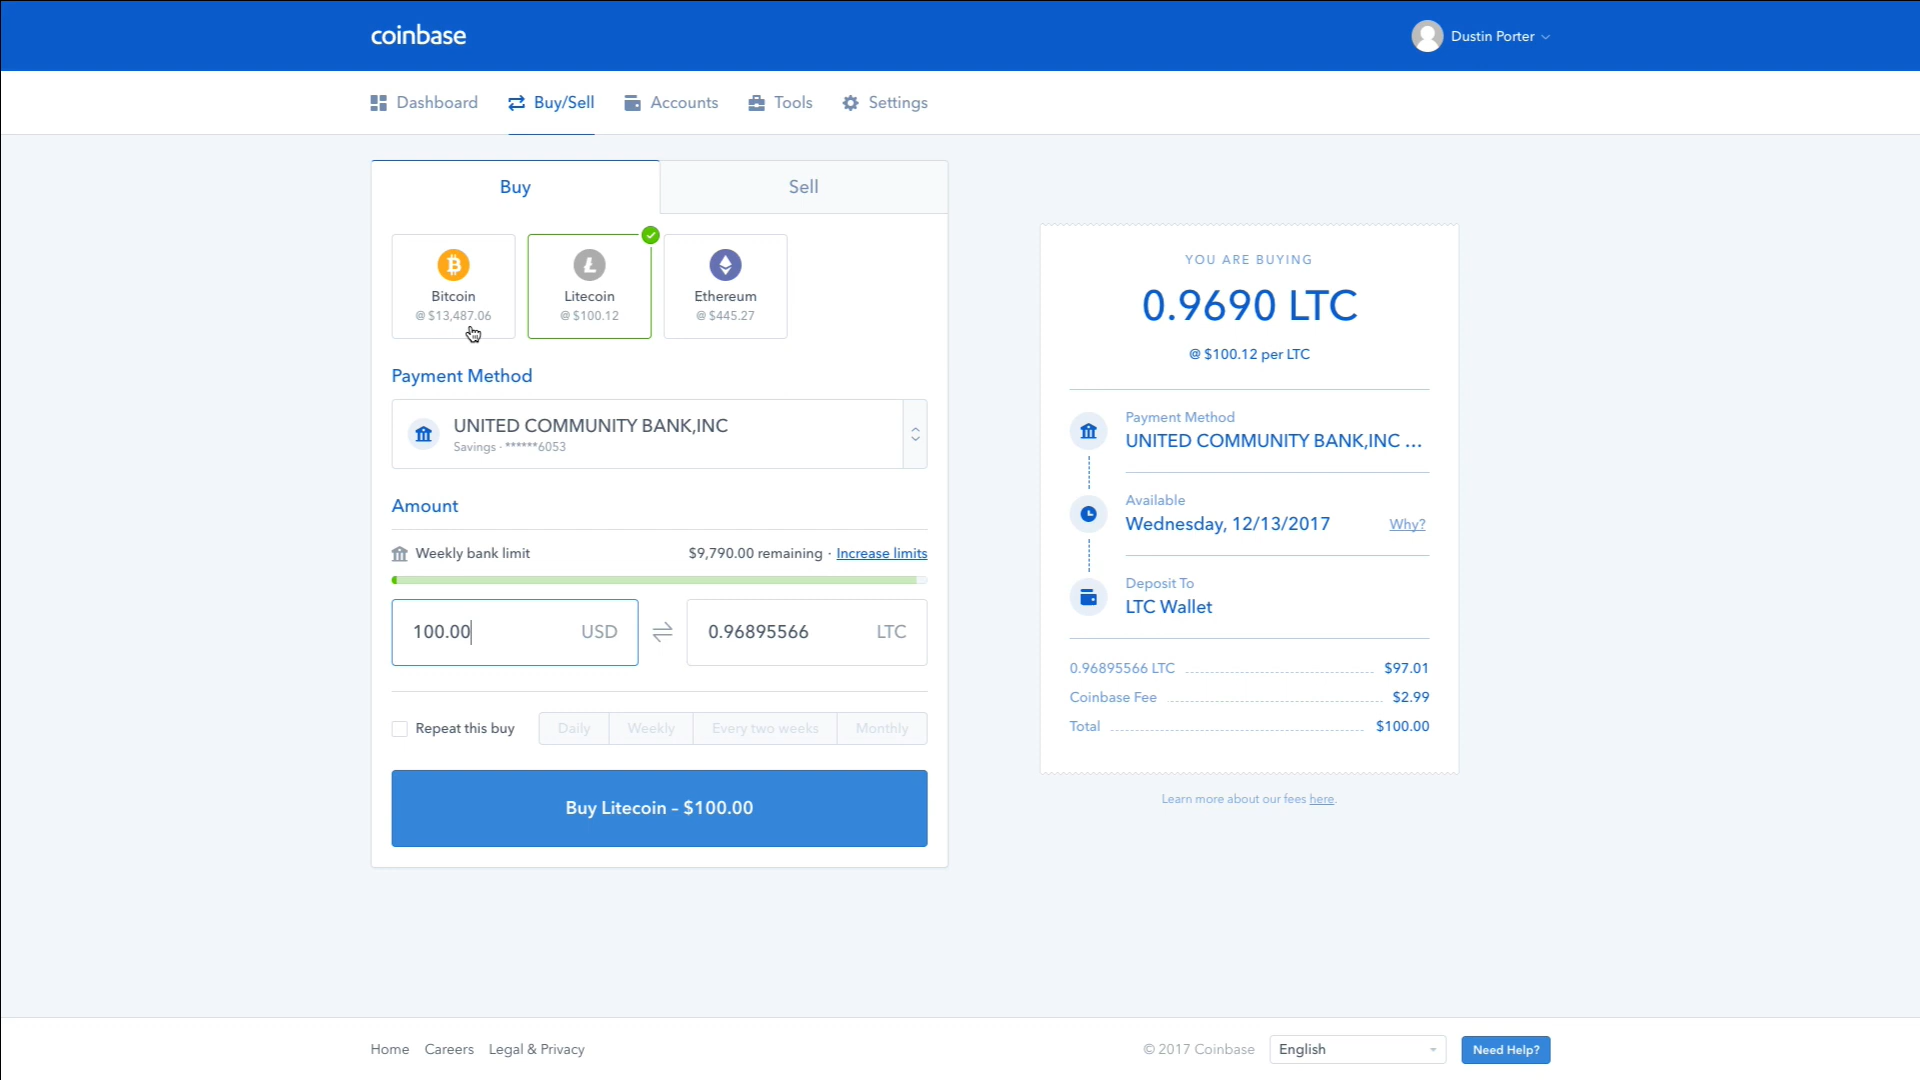 coinbase
Dustin Porter
Dashboard Buy/Sell Accounts Tools Settings
Buy Sell
Bitcoin
@ $13,487.06
Litecoin
@ $100.12
Ethereum
@ $445.27
Payment Method
UNITED COMMUNITY BANK,INC
Savings · ******6053
Amount
Weekly bank limit $9,790.00 remaining · Increase limits
100.00 USD 0.96895566 LTC
Repeat this buy Daily Weekly Every two weeks Monthly
Buy Litecoin - $100.00
YOU ARE BUYING
0.9690 LTC
@ $100.12 per LTC
Payment Method
UNITED COMMUNITY BANK,INC ...
Available
Wednesday, 12/13/2017 Why?
Deposit To
LTC Wallet
0.96895566 LTC $97.01
Coinbase Fee $2.99
Total $100.00
Learn more about our fees here.
Home Careers Legal & Privacy
© 2017 Coinbase English Need Help?